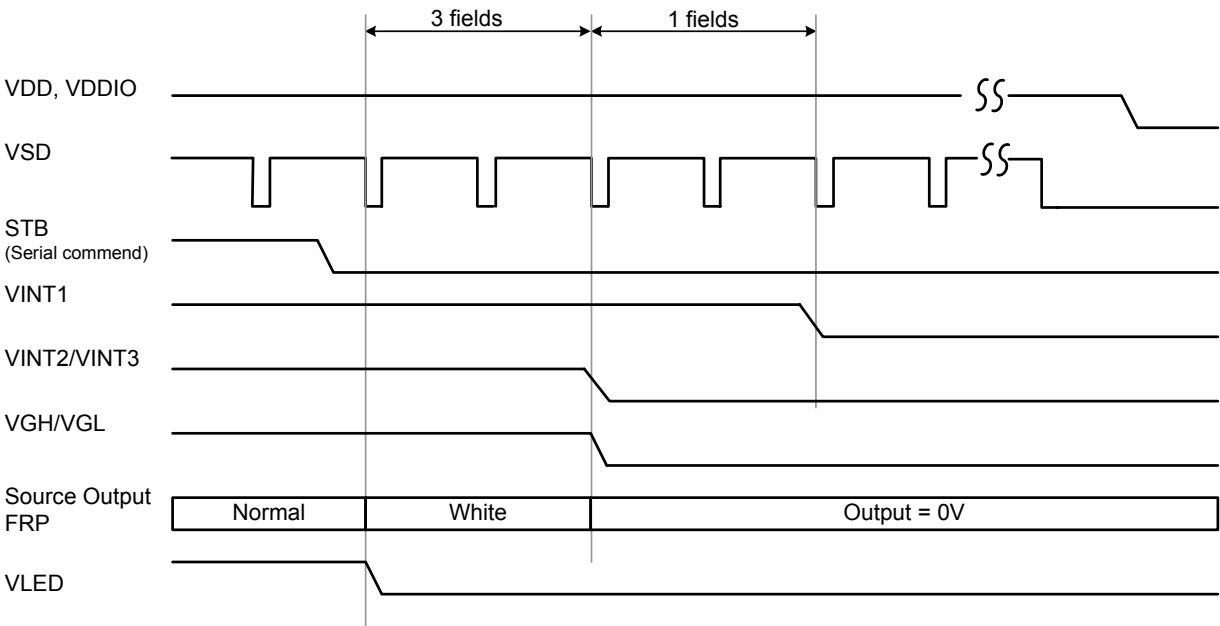 3 fields
1 fields
VDD, VDDIO
VSD
STB
(Serial commend)
VINT1
VINT2/VINT3
VGH/VGL
Source Output
FRP
Normal
White
Output = 0V
VLED